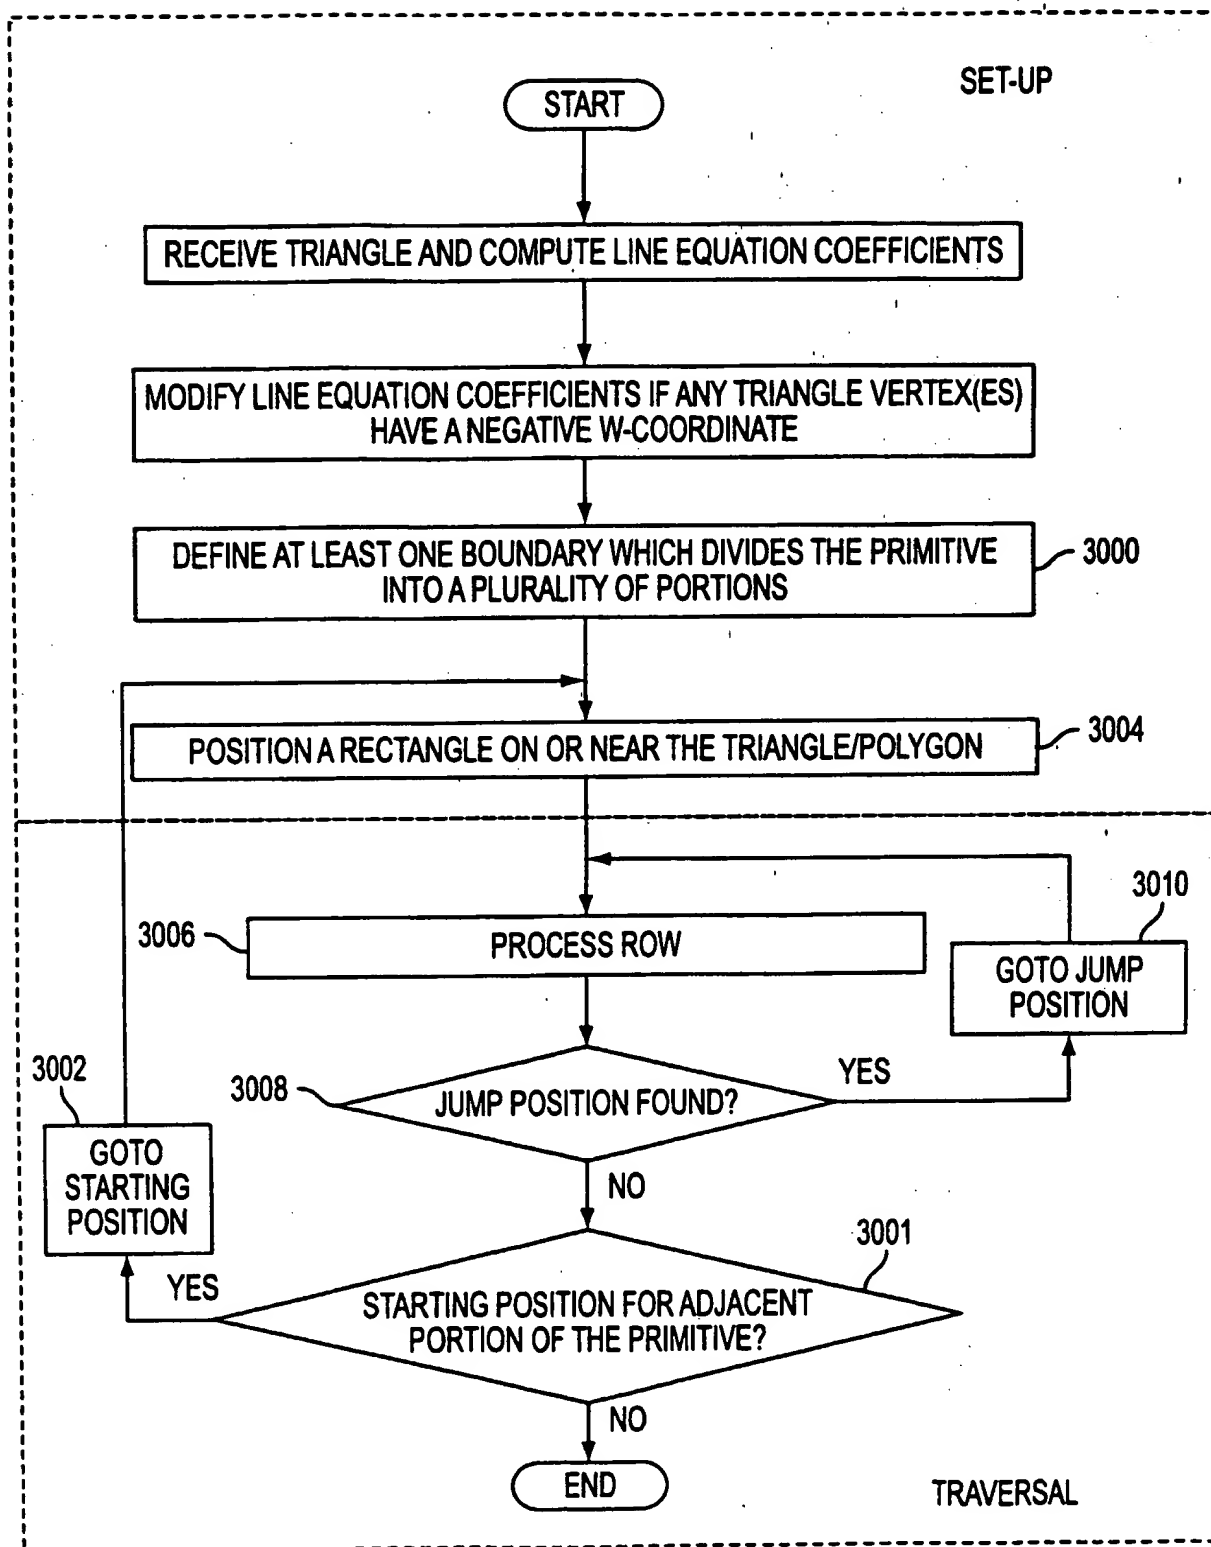 SET-UP
START
RECEIVE TRIANGLE AND COMPUTE LINE EQUATION COEFFICIENTS
MODIFY LINE EQUATION COEFFICIENTS IF ANY TRIANGLE VERTEX(ES)
HAVE A NEGATIVE W-COORDINATE
DEFINE AT LEAST ONE BOUNDARY WHICH DIVIDES THE PRIMITIVE
INTO A PLURALITY OF PORTIONS
3000
POSITION A RECTANGLE ON OR NEAR THE TRIANGLE/POLYGON
3004
3006
PROCESS ROW
3010
GOTO JUMP
POSITION
3008
JUMP POSITION FOUND?
YES
NO
3002
GOTO
STARTING
POSITION
YES
3001
STARTING POSITION FOR ADJACENT
PORTION OF THE PRIMITIVE?
NO
END
TRAVERSAL